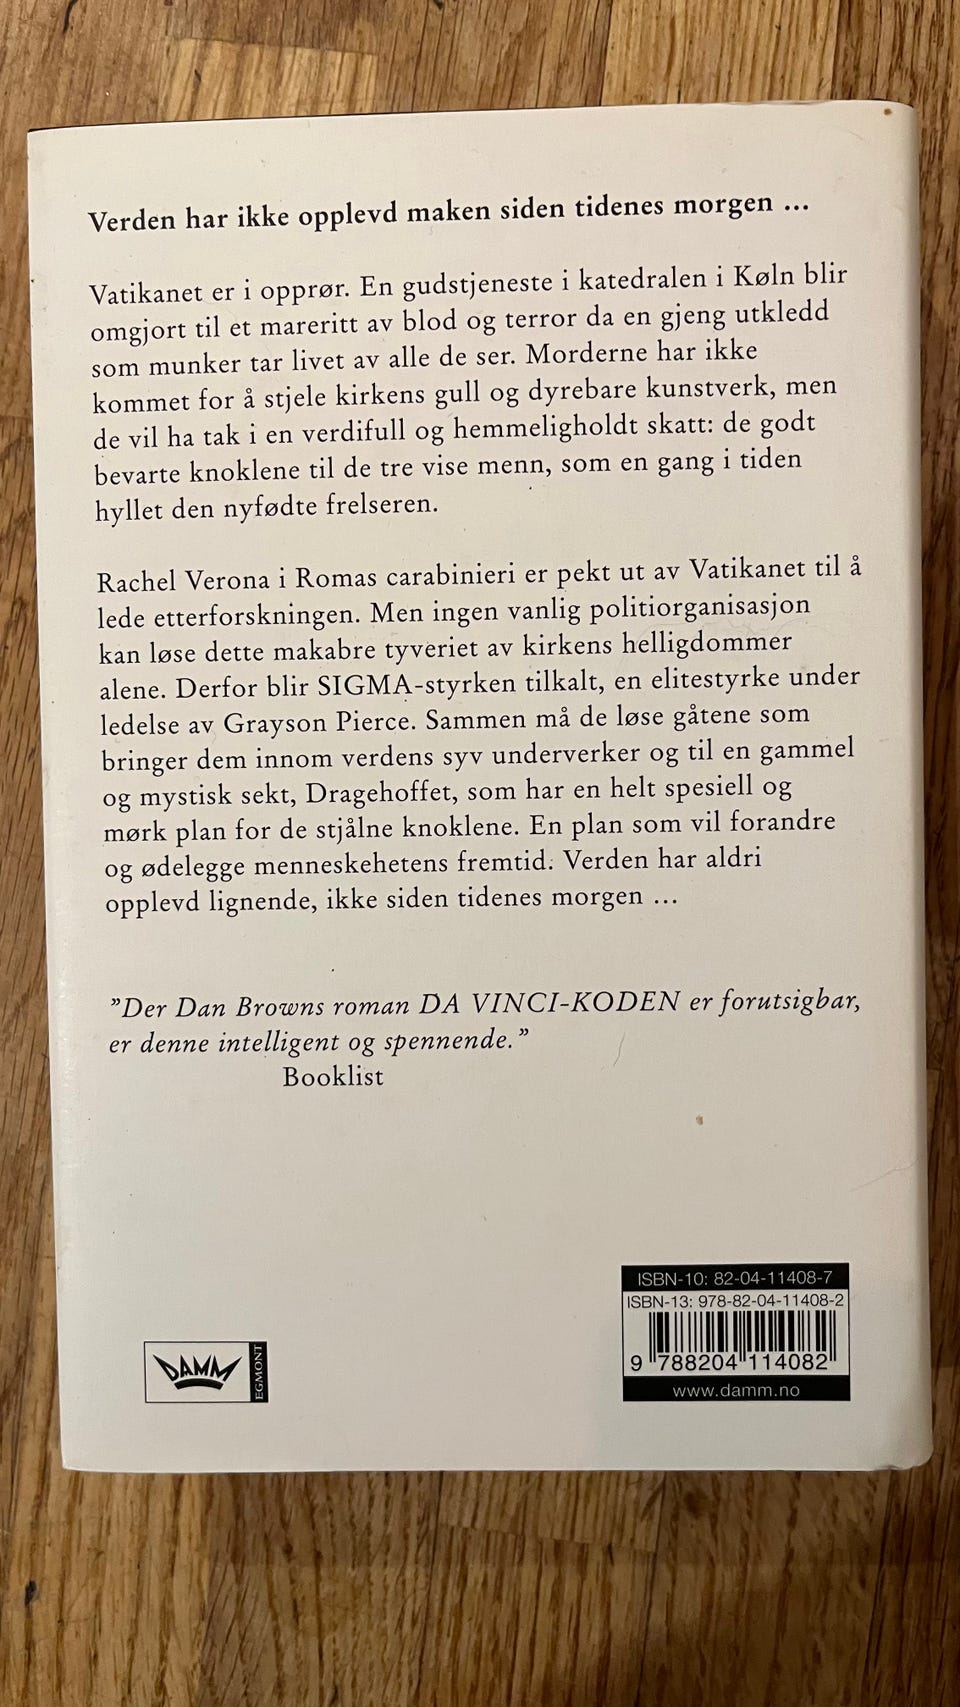 Verden har ikke opplevd maken siden tidenes morgen ...
Vatikanet er i opprør. En gudstjeneste i katedralen i Køln blir
omgjort til et mareritt av blod og terror da en gjeng utkledd
som munker tar livet av alle de ser. Morderne har ikke
kommet for å stjele kirkens gull og dyrebare kunstverk, men
de vil ha tak i en verdifull og hemmeligholdt skatt: de godt
bevarte knoklene til de tre vise menn, som en gang i tiden
hyllet den nyfødte frelseren.
Rachel Verona i Romas carabinieri er pekt ut av Vatikanet til å
lede etterforskningen. Men ingen vanlig politiorganisasjon
kan løse dette makabre tyveriet av kirkens helligdommer
alene. Derfor blir SIGMA-styrken tilkalt, en elitestyrke under
ledelse av Grayson Pierce. Sammen må de løse gåtene som
bringer dem innom verdens syv underverker og til en gammel
og mystisk sekt, Dragehoffet, som har en helt spesiell og
mørk plan for de stjålne knoklene. En plan som vil forandre
og ødelegge menneskehetens fremtid. Verden har aldri
opplevd lignende, ikke siden tidenes morgen ...
”Der Dan Browns roman DA VINCI-KODEN er forutsigbar,
er denne intelligent og spennende.”
Booklist
ISBN-10: 82-04-11408-7
ISBN-13: 978-82-04-11408-2
9 788204 114082
www.damm.no
DAMM
EGMONT